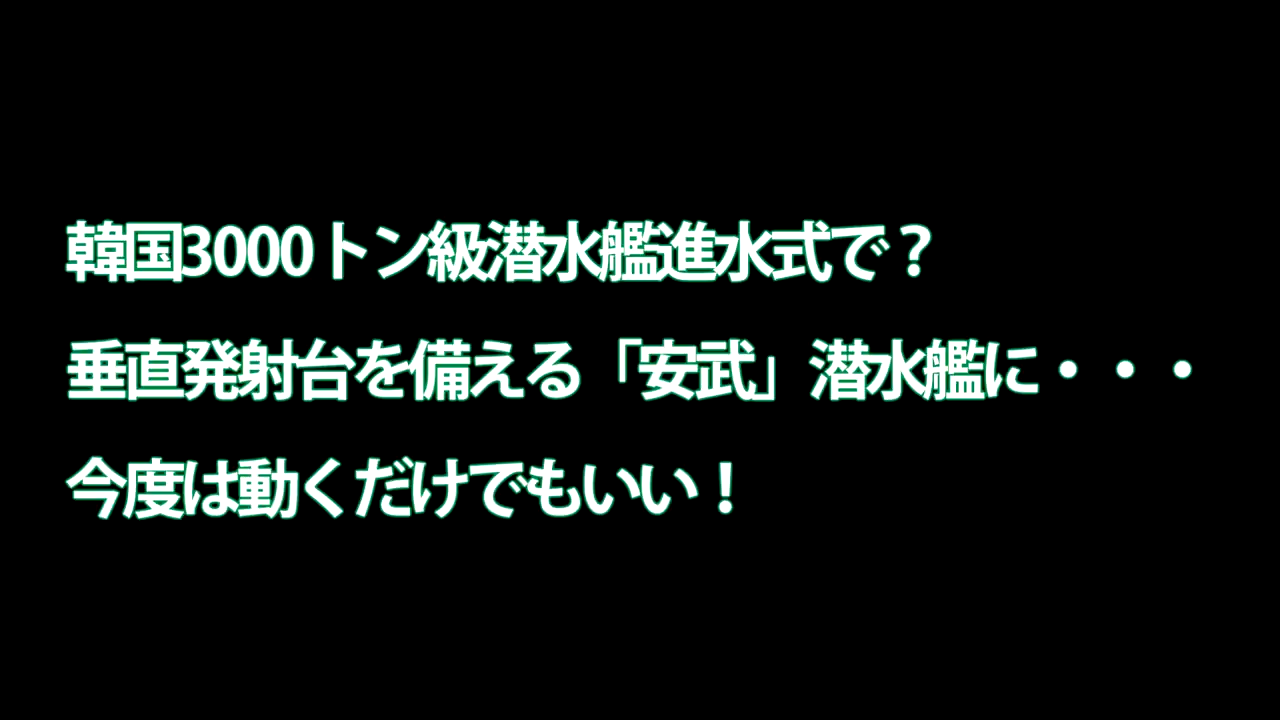 韓国3000トン級潜水艦進水式で？
垂直発射台を備える「安武」潜水艦に・・・
今度は動くだけでもいい！